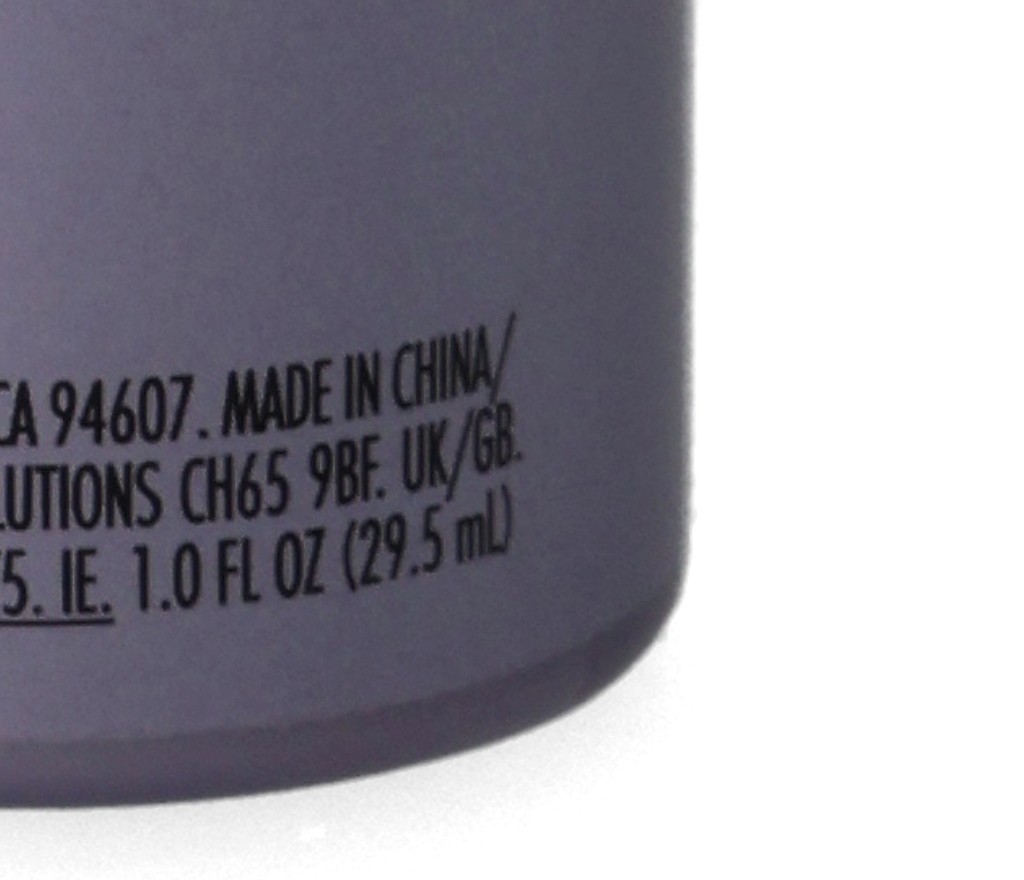 CA 94607. MADE IN CHINA/
LUTIONS CH65 9BF. UK/GB.
5. IE. 1.0 FL OZ (29.5 mL)